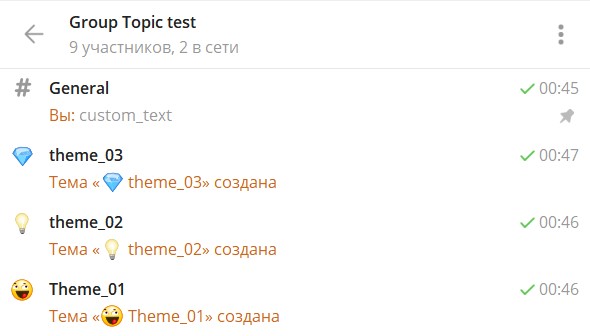 Group Topic test
9 участников, 2 в сети
# General 00:45
Вы: custom_text
theme_03 00:47
Тема «💎 theme_03» создана
theme_02 00:46
Тема «💡 theme_02» создана
Theme_01 00:46
Тема «🤪 Theme_01» создана